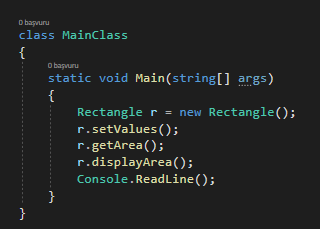 0 başvuru
class MainClass
{
0 başvuru
static void Main(string[] args)
{
Rectangle r = new Rectangle();
r.setValues();
r.getArea();
r.displayArea();
Console.ReadLine();
}
}